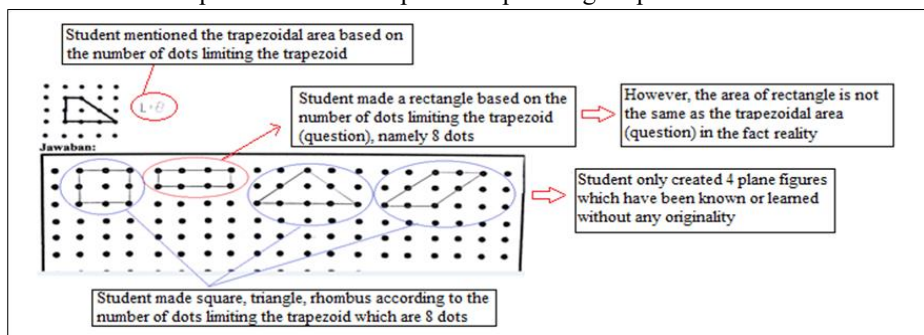 Student mentioned the trapezoidal area based on
the number of dots limiting the trapezoid
Student made a rectangle based on the
number of dots limiting the trapezoid
(question), namely 8 dots
However, the area of rectangle is not
the same as the trapezoidal area
(question) in the fact reality
Jawaban:
Student only created 4 plane figures
which have been known or learned
without any originality
Student made square, triangle, rhombus according to the
number of dots limiting the trapezoid which are 8 dots